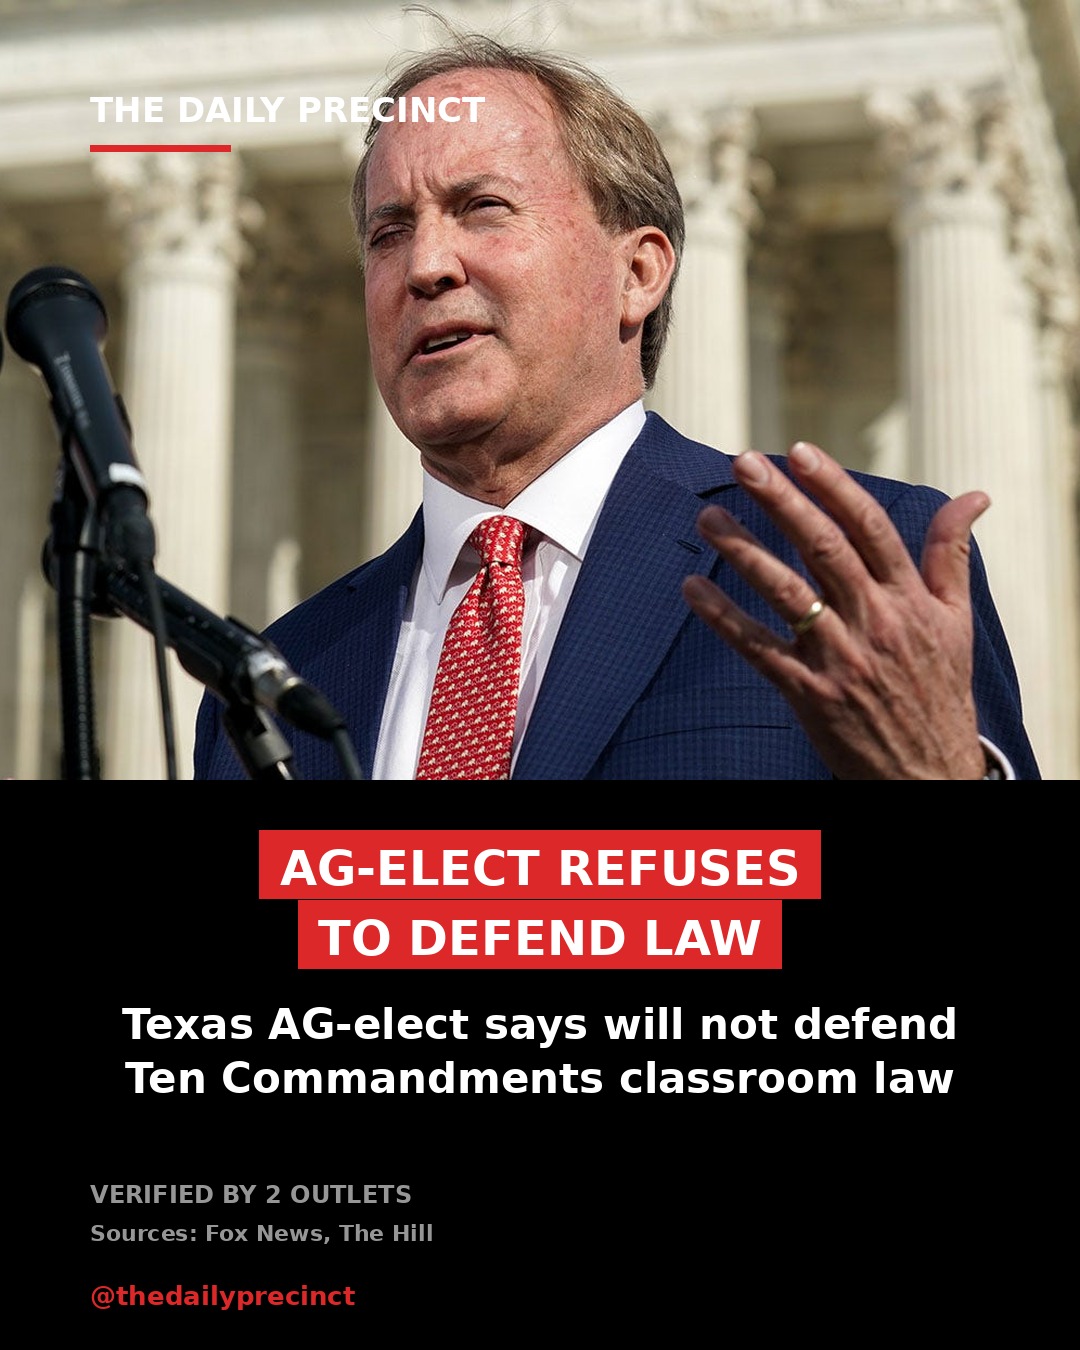 THE DAILY PRECINCT
AG-ELECT REFUSES
TO DEFEND LAW
Texas AG-elect says will not defend
Ten Commandments classroom law
VERIFIED BY 2 OUTLETS
Sources: Fox News, The Hill
@thedailyprecinct